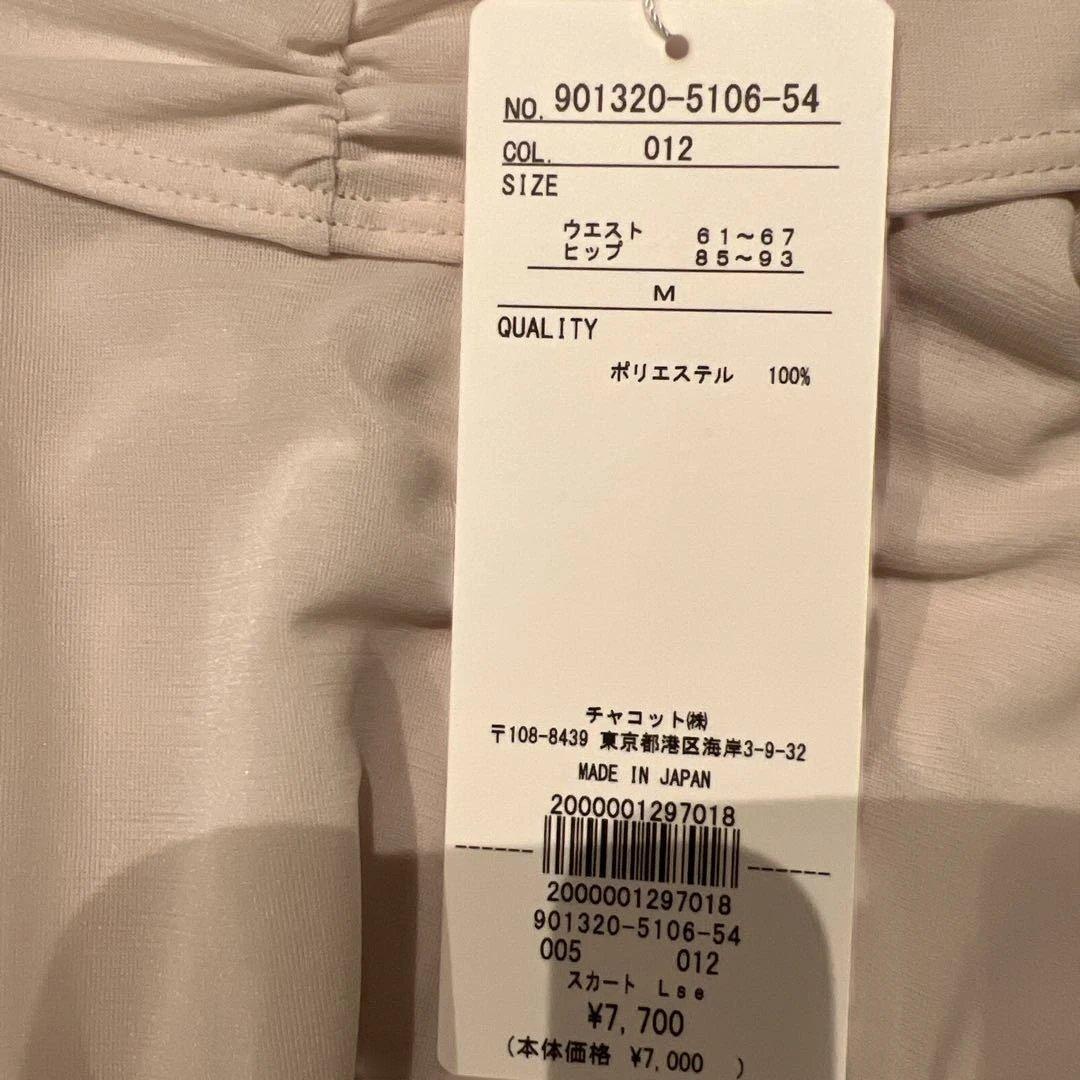 NO. 901320-5106-54
COL. 012
SIZE
ウエスト 61~67
ヒップ 85~93
M
QUALITY
ポリエステル 100%
チャコット㈱
〒108-8439 東京都港区海岸3-9-32
MADE IN JAPAN
2000001297018
2000001297018
901320-5106-54
005 012
スカート Lse
¥7,700
(本体価格 ¥7,000 )